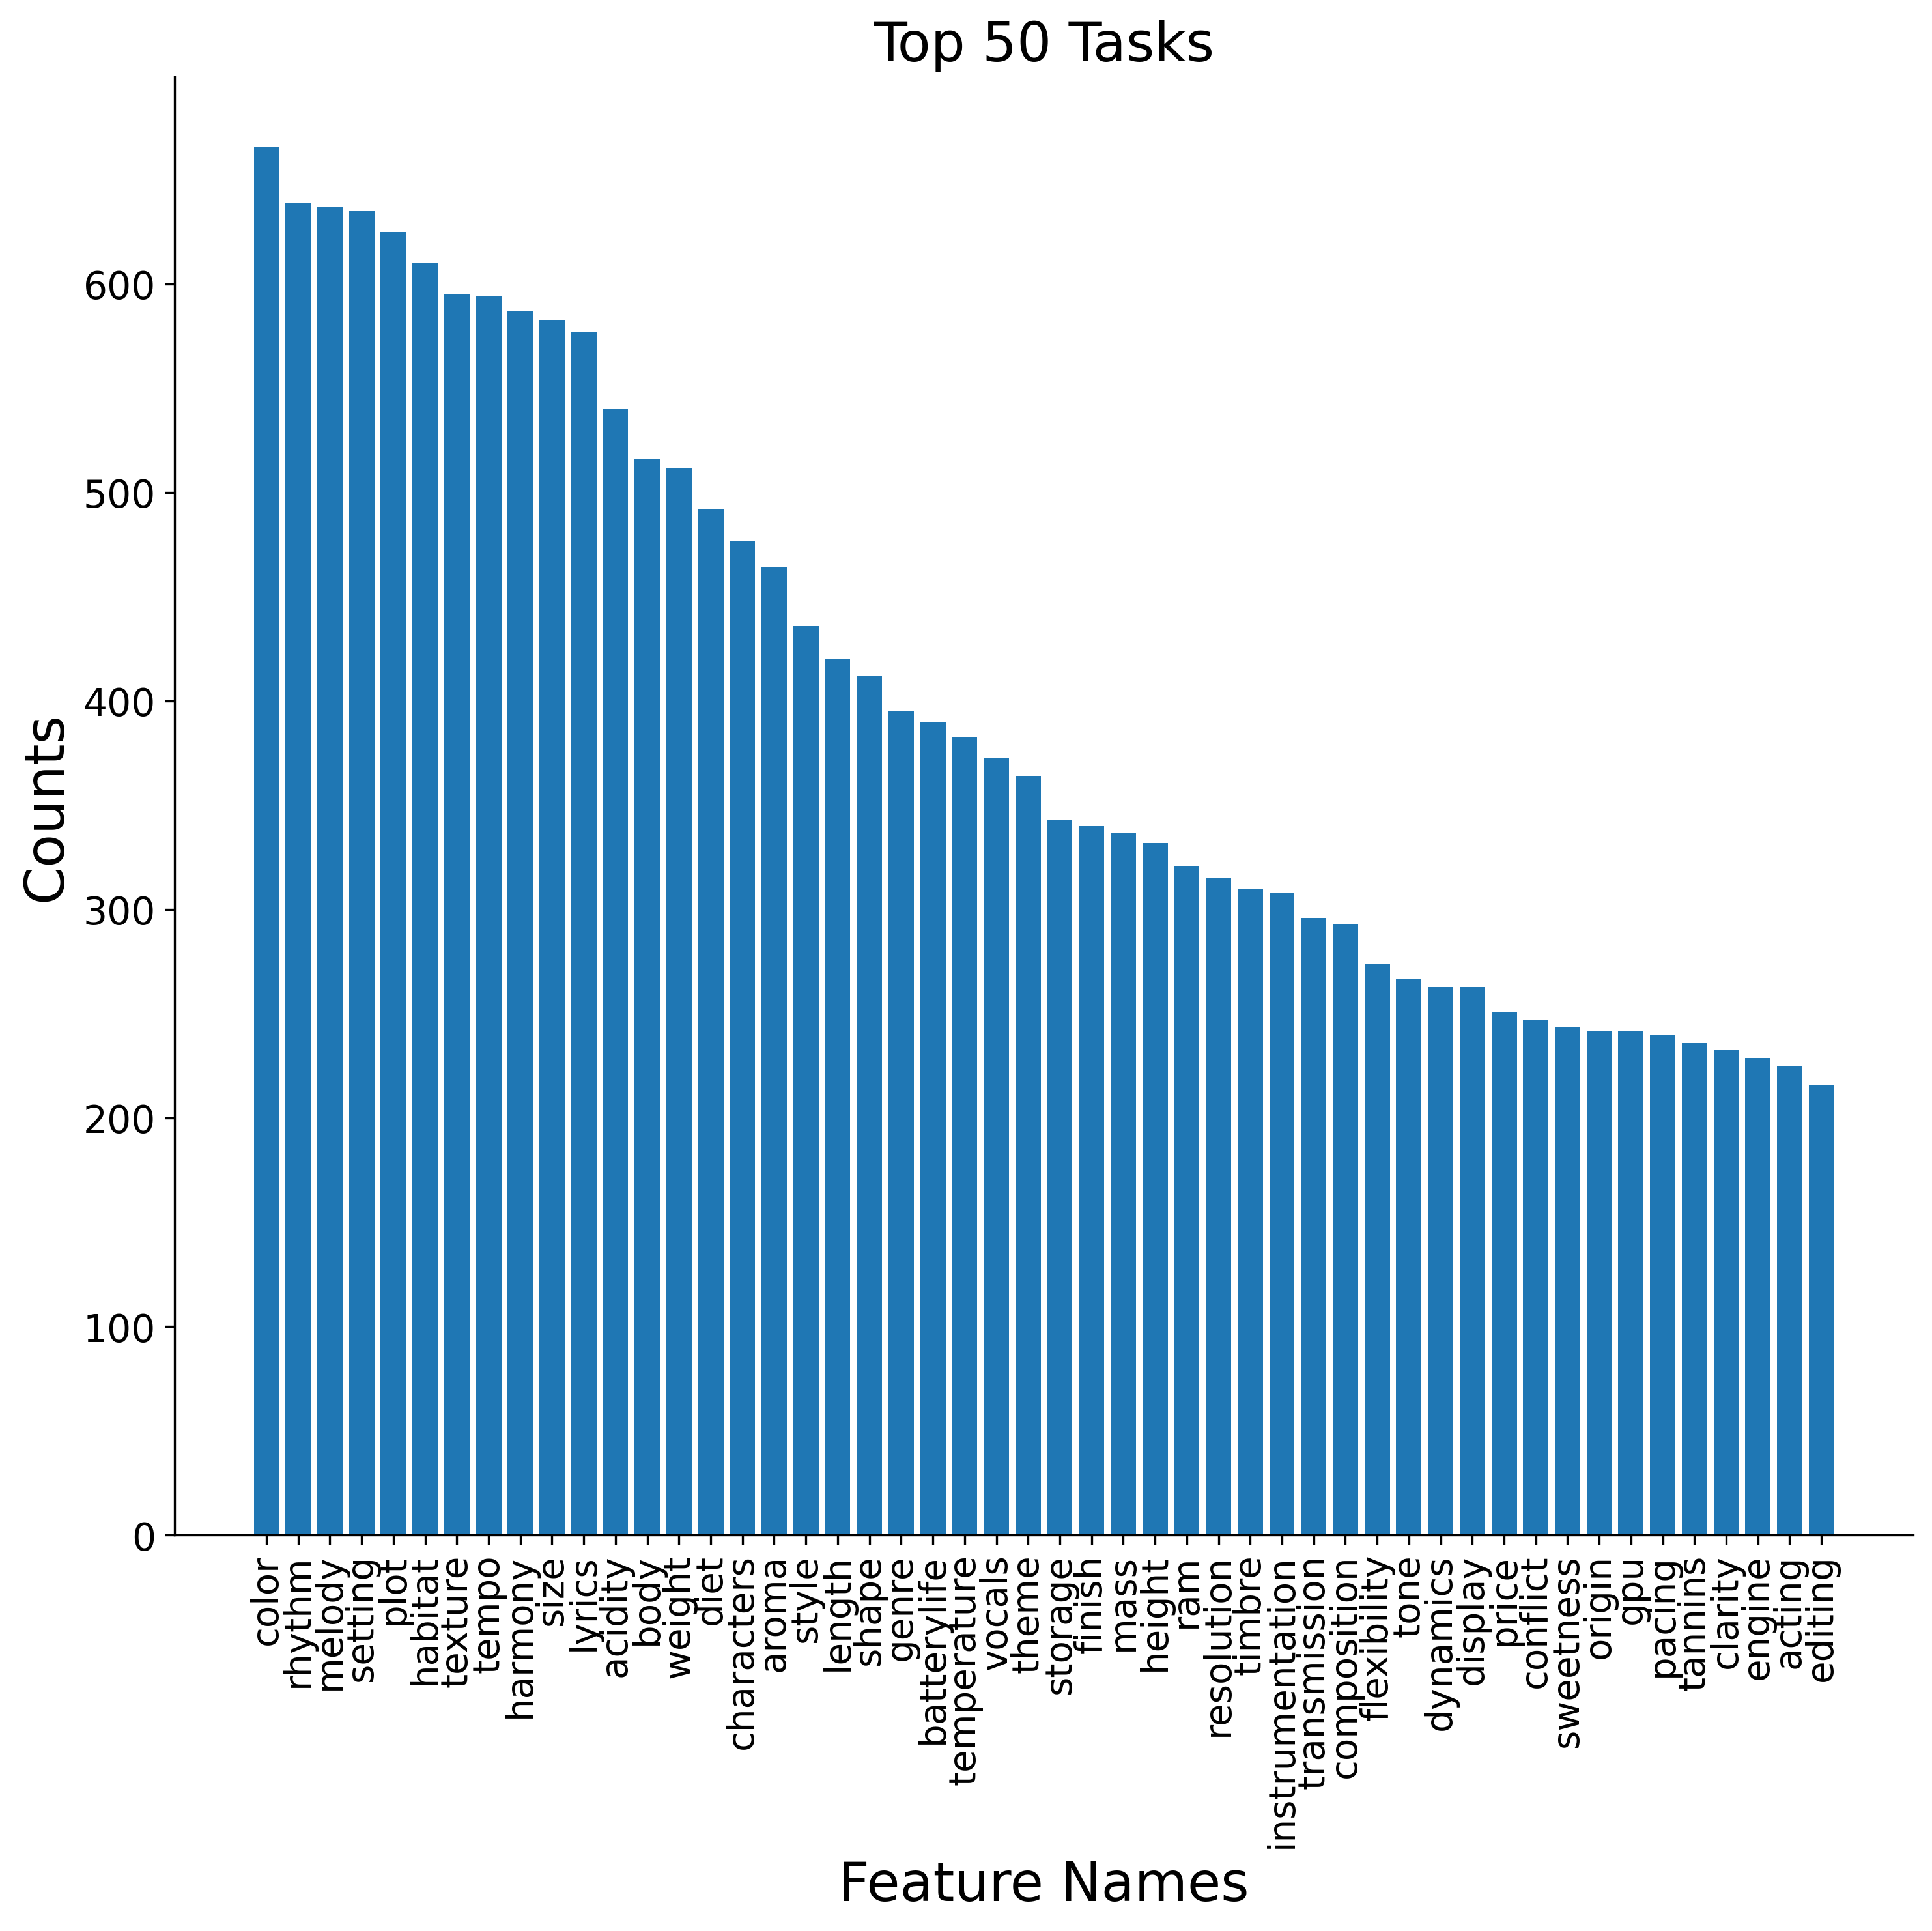 Top 50 Tasks
Counts
600
500
400
300
200
100
0
color
rhythm
melody
setting
plot
habitat
texture
tempo
harmony
size
lyrics
acidity
body
weight
diet
characters
aroma
style
length
shape
genre
batterylife
temperature
vocals
theme
storage
finish
mass
height
ram
resolution
timbre
instrumentation
transmission
composition
flexibility
tone
dynamics
display
price
conflict
sweetness
origin
gpu
pacing
tannins
clarity
engine
acting
editing
Feature Names